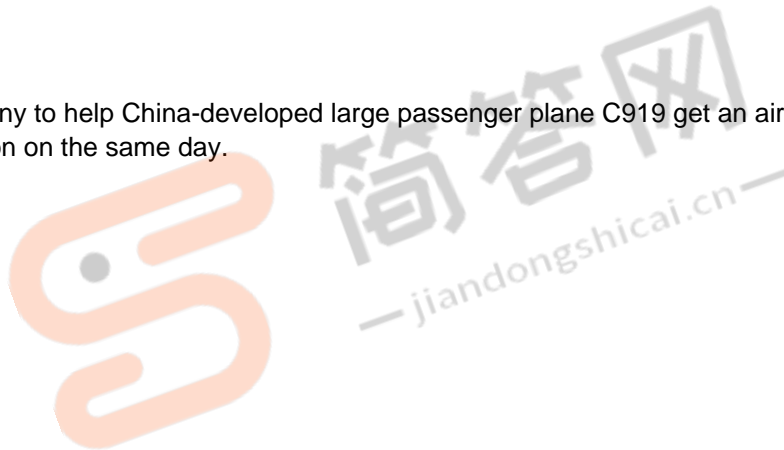 ny to help China-developed large passenger plane C919 get an air
on on the same day.
简答网
jiandongshicai.cn